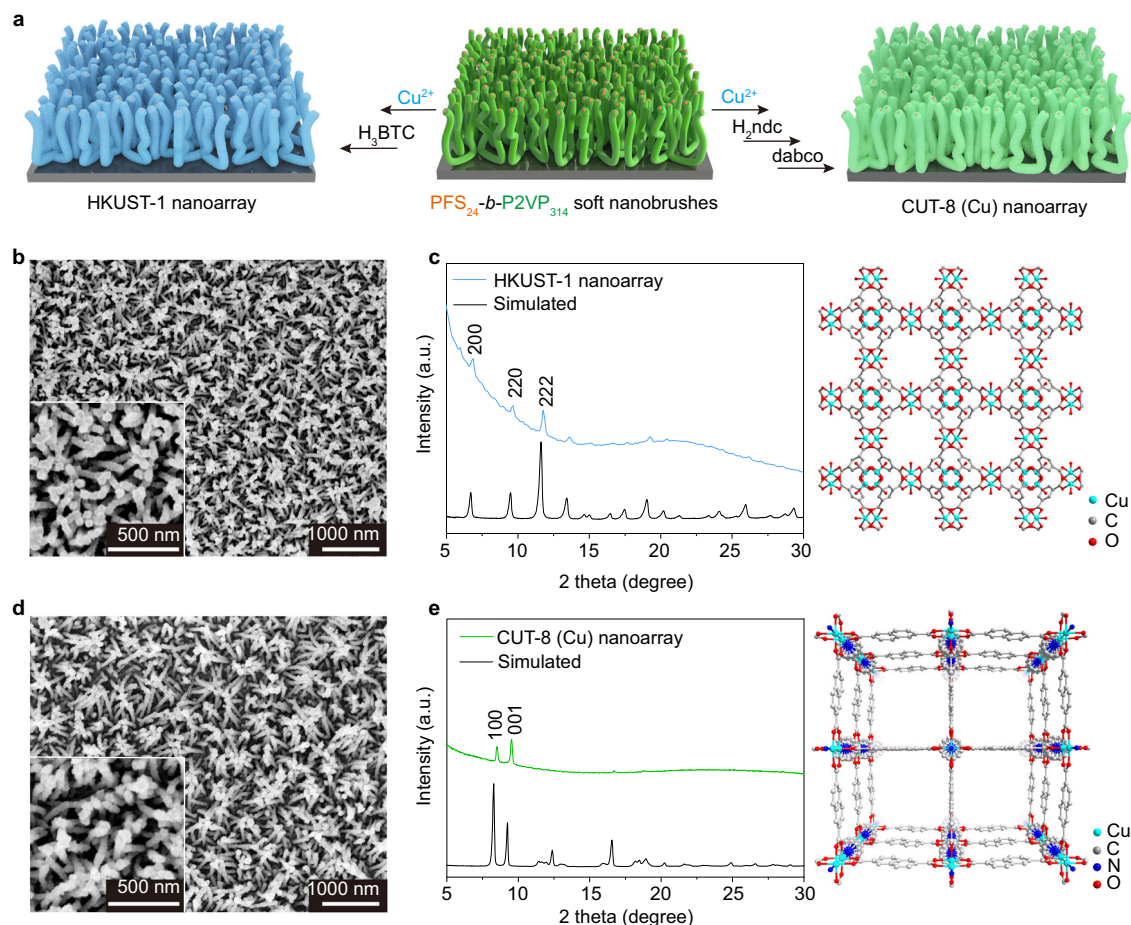 a
Cu²⁺
H₃BTC
Cu²⁺
H₂ndc
dabco
HKUST-1 nanoarray
PFS₂₄-b-P2VP₃₁₄ soft nanobrushes
CUT-8 (Cu) nanoarray
b
500 nm
1000 nm
c
HKUST-1 nanoarray
Simulated
200
220
222
Intensity (a.u.)
5 10 15 20 25 30
2 theta (degree)
Cu
C
O
d
500 nm
1000 nm
e
CUT-8 (Cu) nanoarray
Simulated
100
001
Intensity (a.u.)
5 10 15 20 25 30
2 theta (degree)
Cu
C
N
O